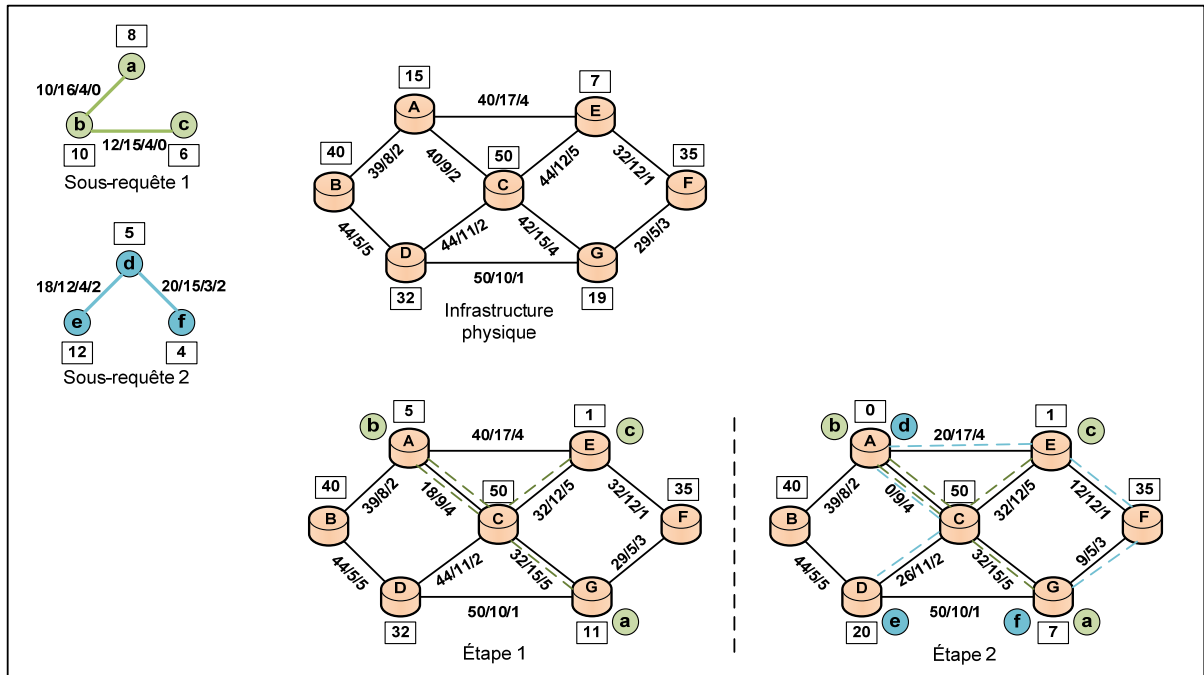 8
a
10/16/4/0
b
c
12/15/4/0
10
6
Sous-requête 1
5
d
18/12/4/2
20/15/3/2
e
f
12
4
Sous-requête 2
15
7
A
40/17/4
E
40
39/8/2
40/9/2
50
44/12/5
32/12/1
35
B
C
F
44/5/5
44/11/2
42/15/4
29/5/3
D
50/10/1
G
32
19
Infrastructure
physique
5
1
b
A
40/17/4
E
c
40
39/8/2
18/9/4
50
32/12/5
32/12/1
35
B
C
F
44/5/5
44/11/2
32/15/5
29/5/3
D
50/10/1
G
32
11
a
Étape 1
0
1
b
A
d
20/17/4
E
c
40
39/8/2
0/9/4
50
32/12/5
12/12/1
35
B
C
F
44/5/5
26/11/2
32/15/5
9/5/3
D
50/10/1
G
20
e
f
7
a
Étape 2